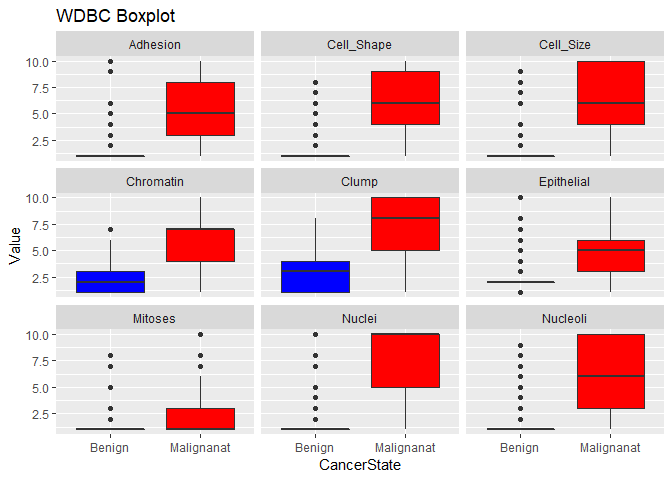 WDBC Boxplot
Adhesion Cell_Shape Cell_Size
10.0
7.5
5.0
2.5
Chromatin Clump Epithelial
10.0
7.5
5.0
2.5
Value
Mitoses Nuclei Nucleoli
10.0
7.5
5.0
2.5
Benign Malignanat Benign Malignanat Benign Malignanat
CancerState